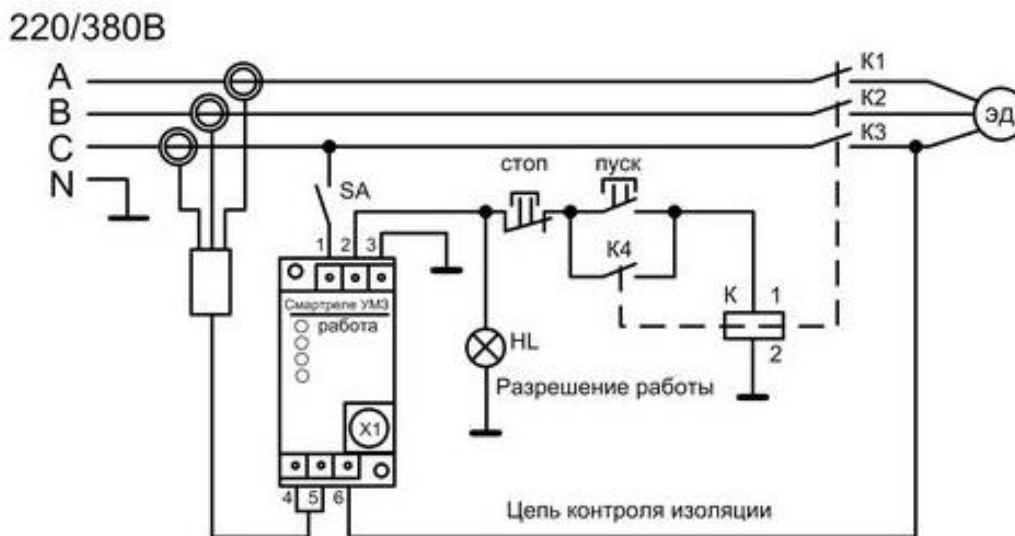 220/380В
A
K1
B
K2
C
K3
ЭД
N
стоп
пуск
SA
1
2
3
K4
K
1
2
Смартреле УМЗ
работа
HL
Разрешение работы
X1
4
5
6
Цепь контроля изоляции